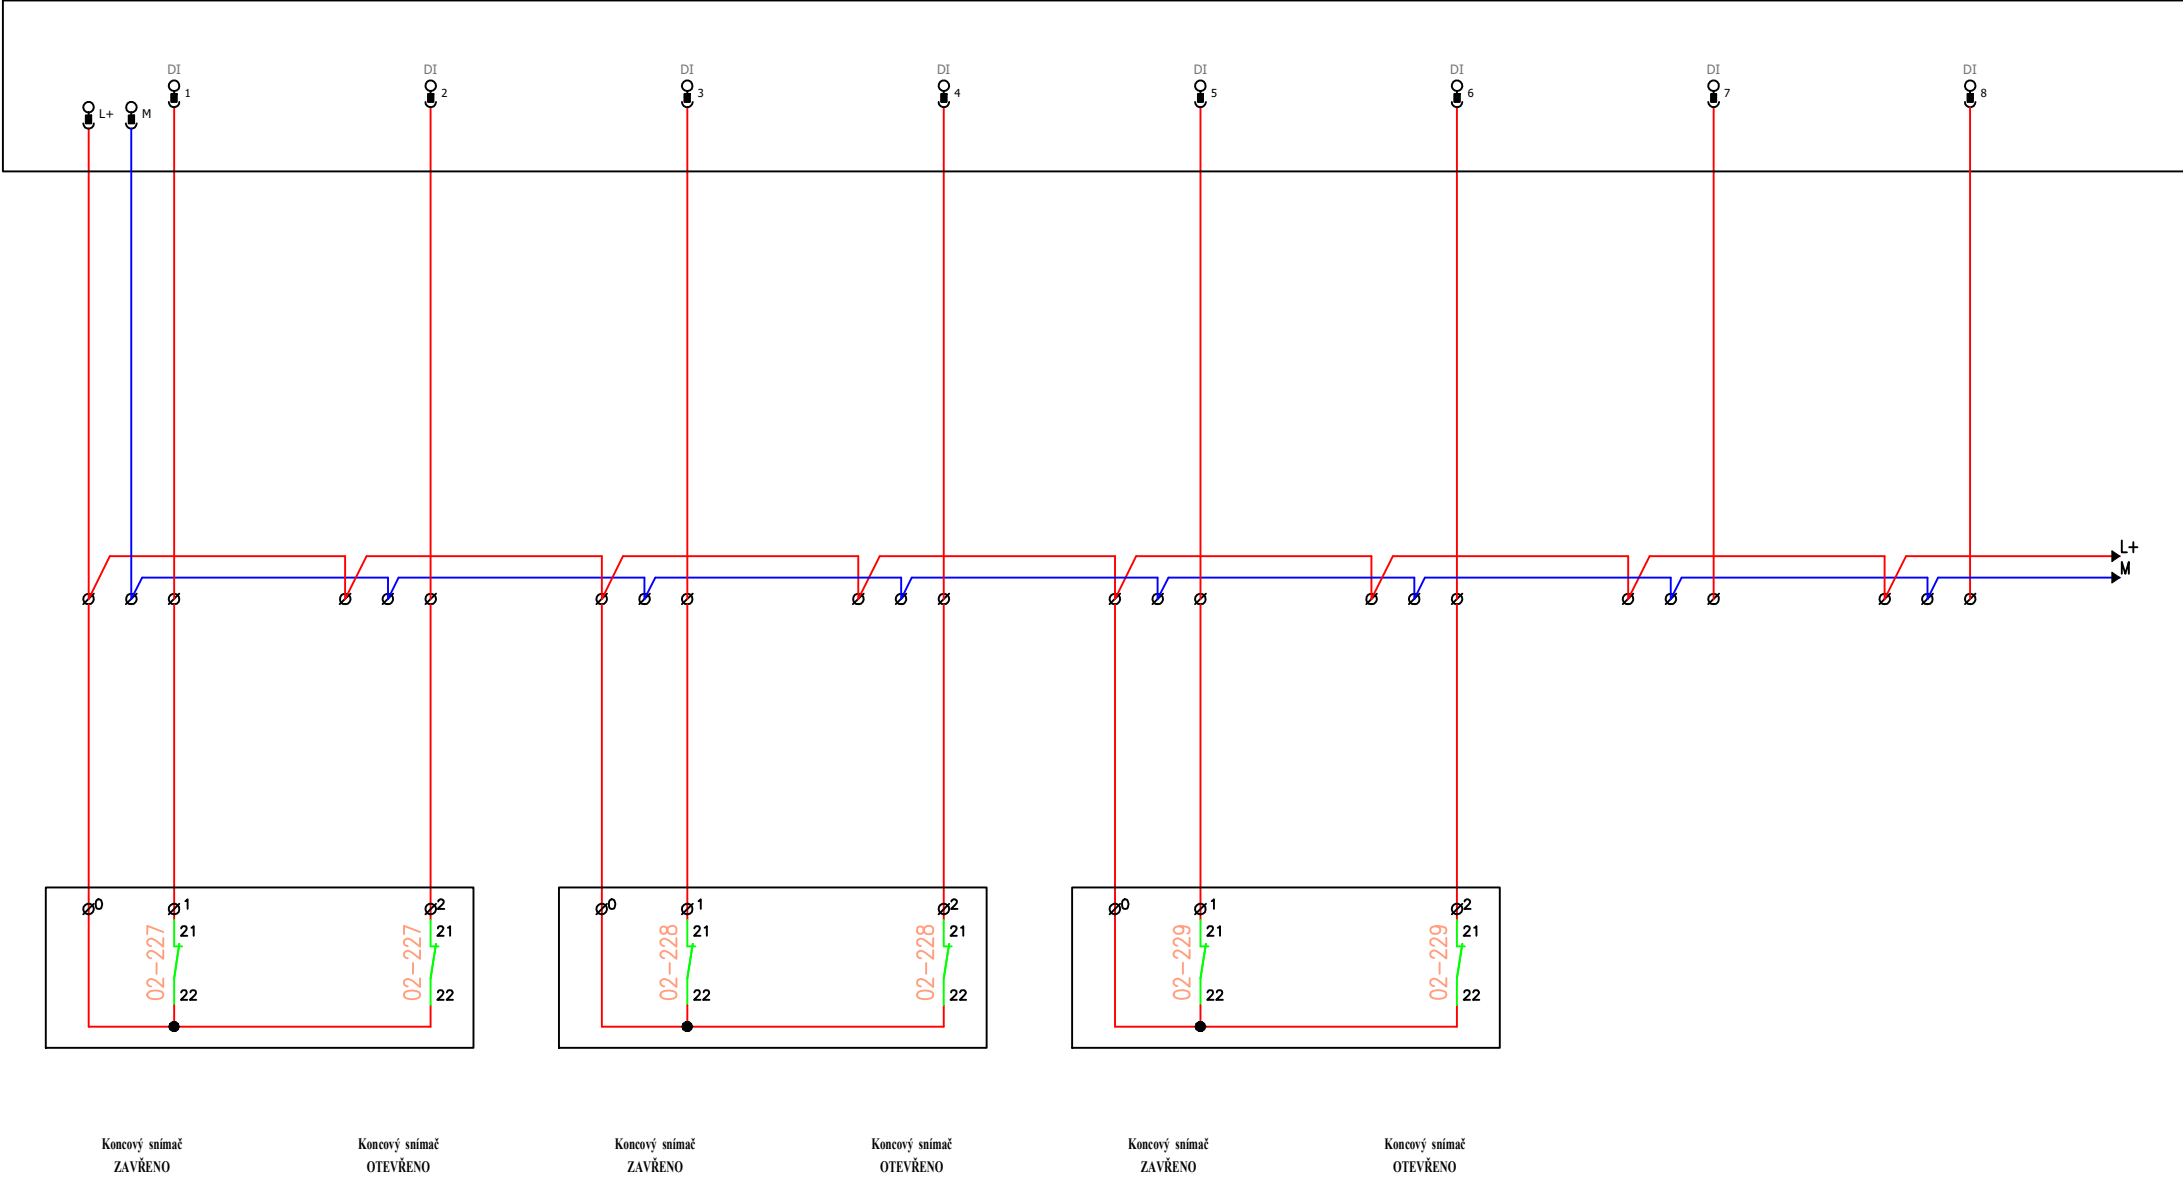 DI DI DI DI DI DI DI DI
1 2 3 4 5 6 7 8
L+ M
L+
M
0 1 2 0 1 2 0 1 2
21 21 21 21 21 21
02-227 02-227 02-228 02-228 02-229 02-229
22 22 22 22 22 22
Koncový snímač Koncový snímač Koncový snímač Koncový snímač Koncový snímač Koncový snímač
ZAVŘENO OTEVŘENO ZAVŘENO OTEVŘENO ZAVŘENO OTEVŘENO